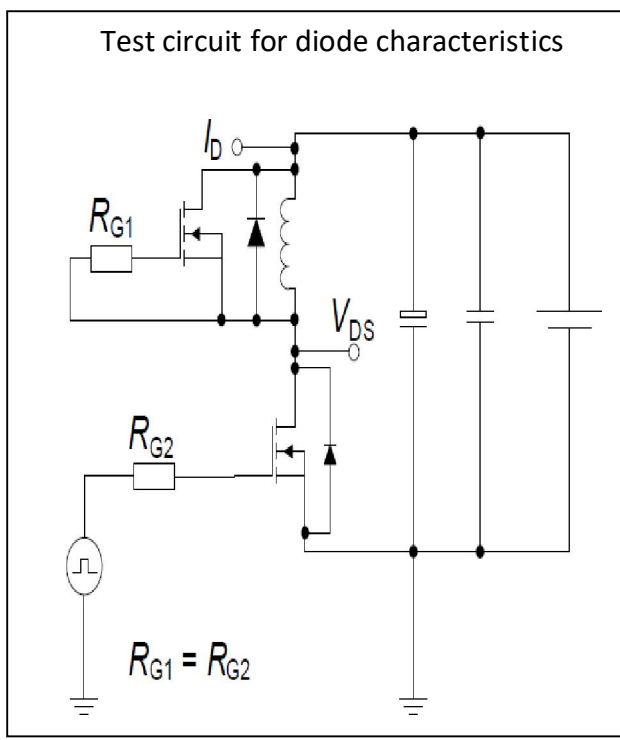 Test circuit for diode characteristics
ID
RG1
VDS
RG2
RG1 = RG2